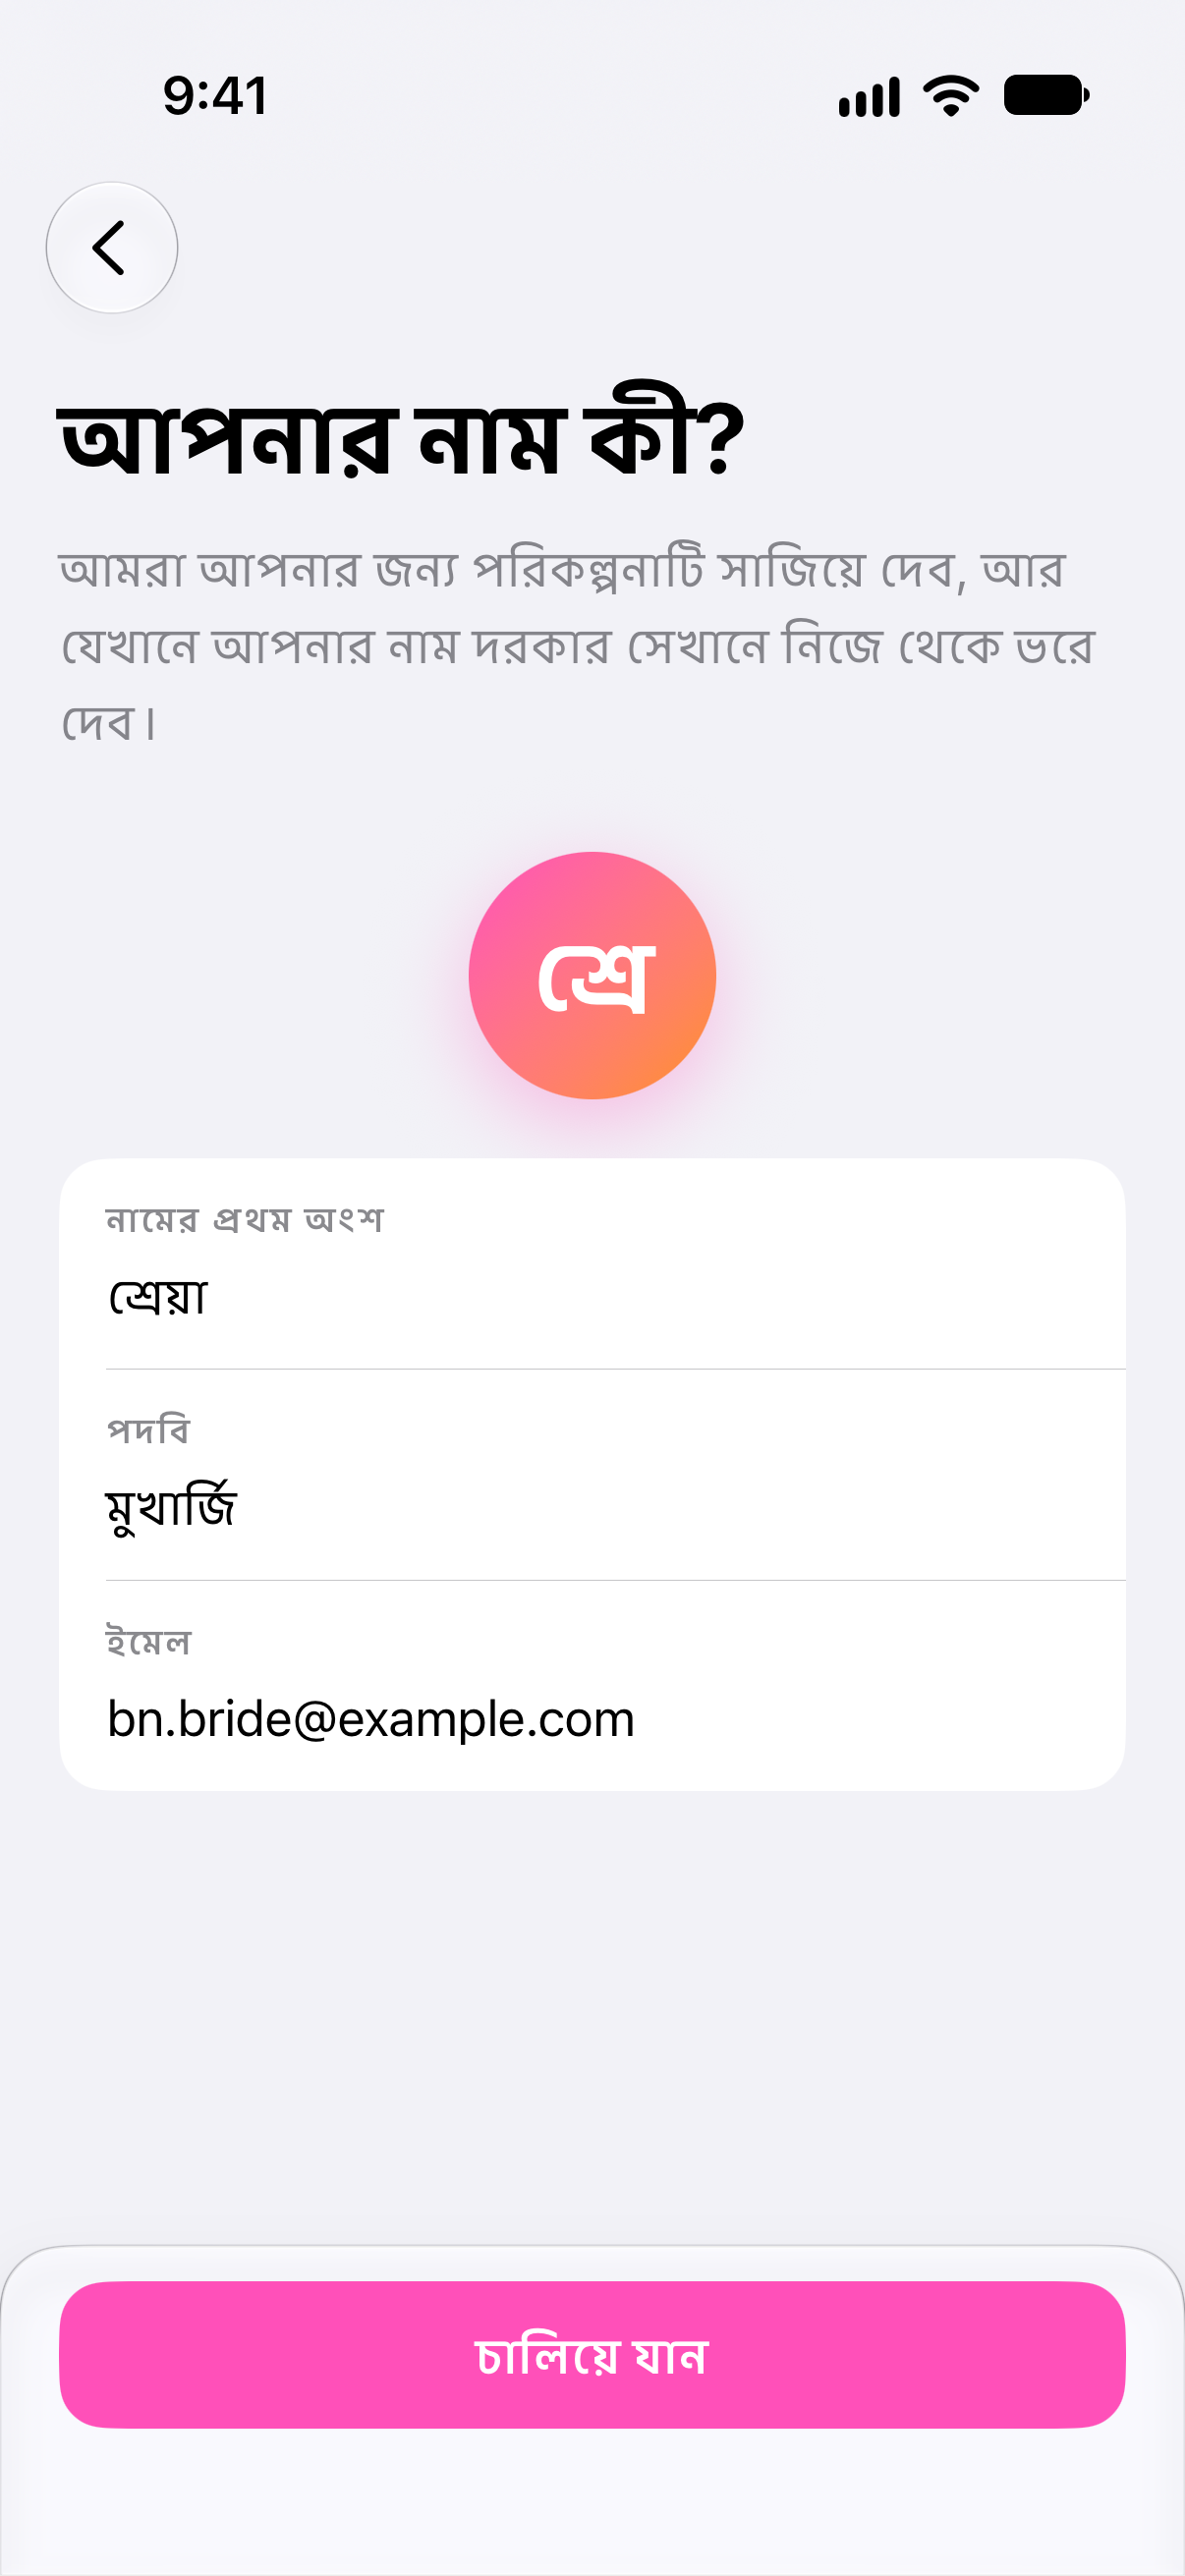 9:41
আপনার নাম কী?
আমরা আপনার জন্য পরিকল্পনাটি সাজিয়ে দেব, আর
যেখানে আপনার নাম দরকার সেখানে নিজে থেকে ভরে
দেব।
শ্রে
নামের প্রথম অংশ
শ্রেয়া
পদবি
মুখার্জি
ইমেল
bn.bride@example.com
চালিয়ে যান